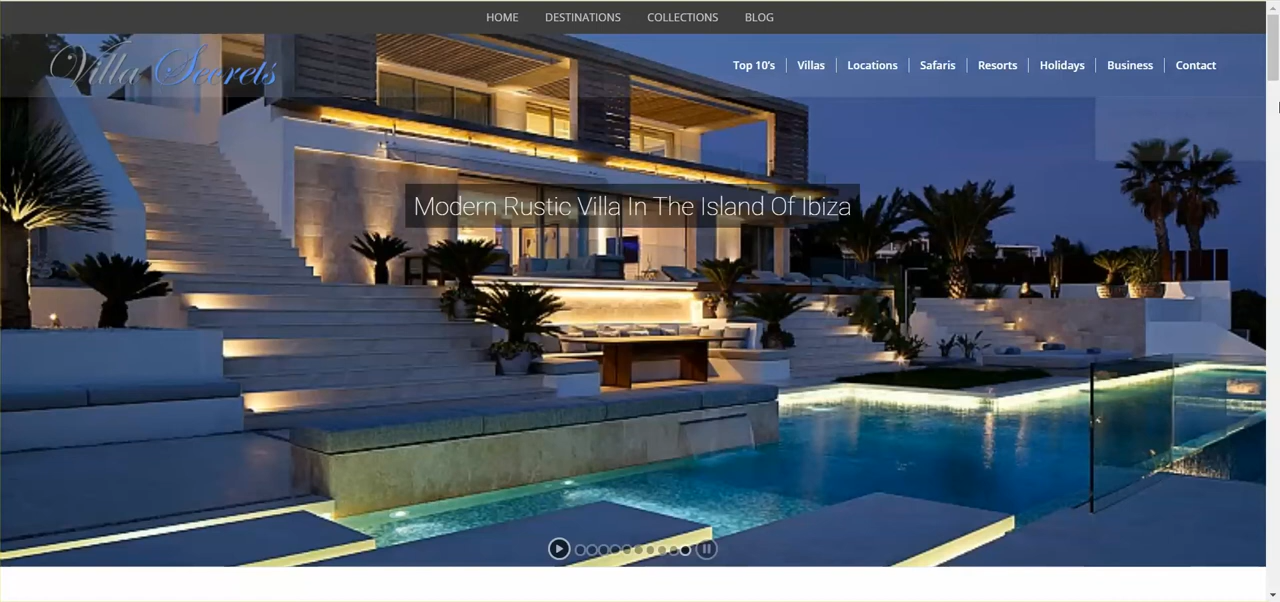 HOME DESTINATIONS COLLECTIONS BLOG
Villa Secrets
Top 10's Villas Locations Safaris Resorts Holidays Business Contact
Modern Rustic Villa In The Island Of Ibiza